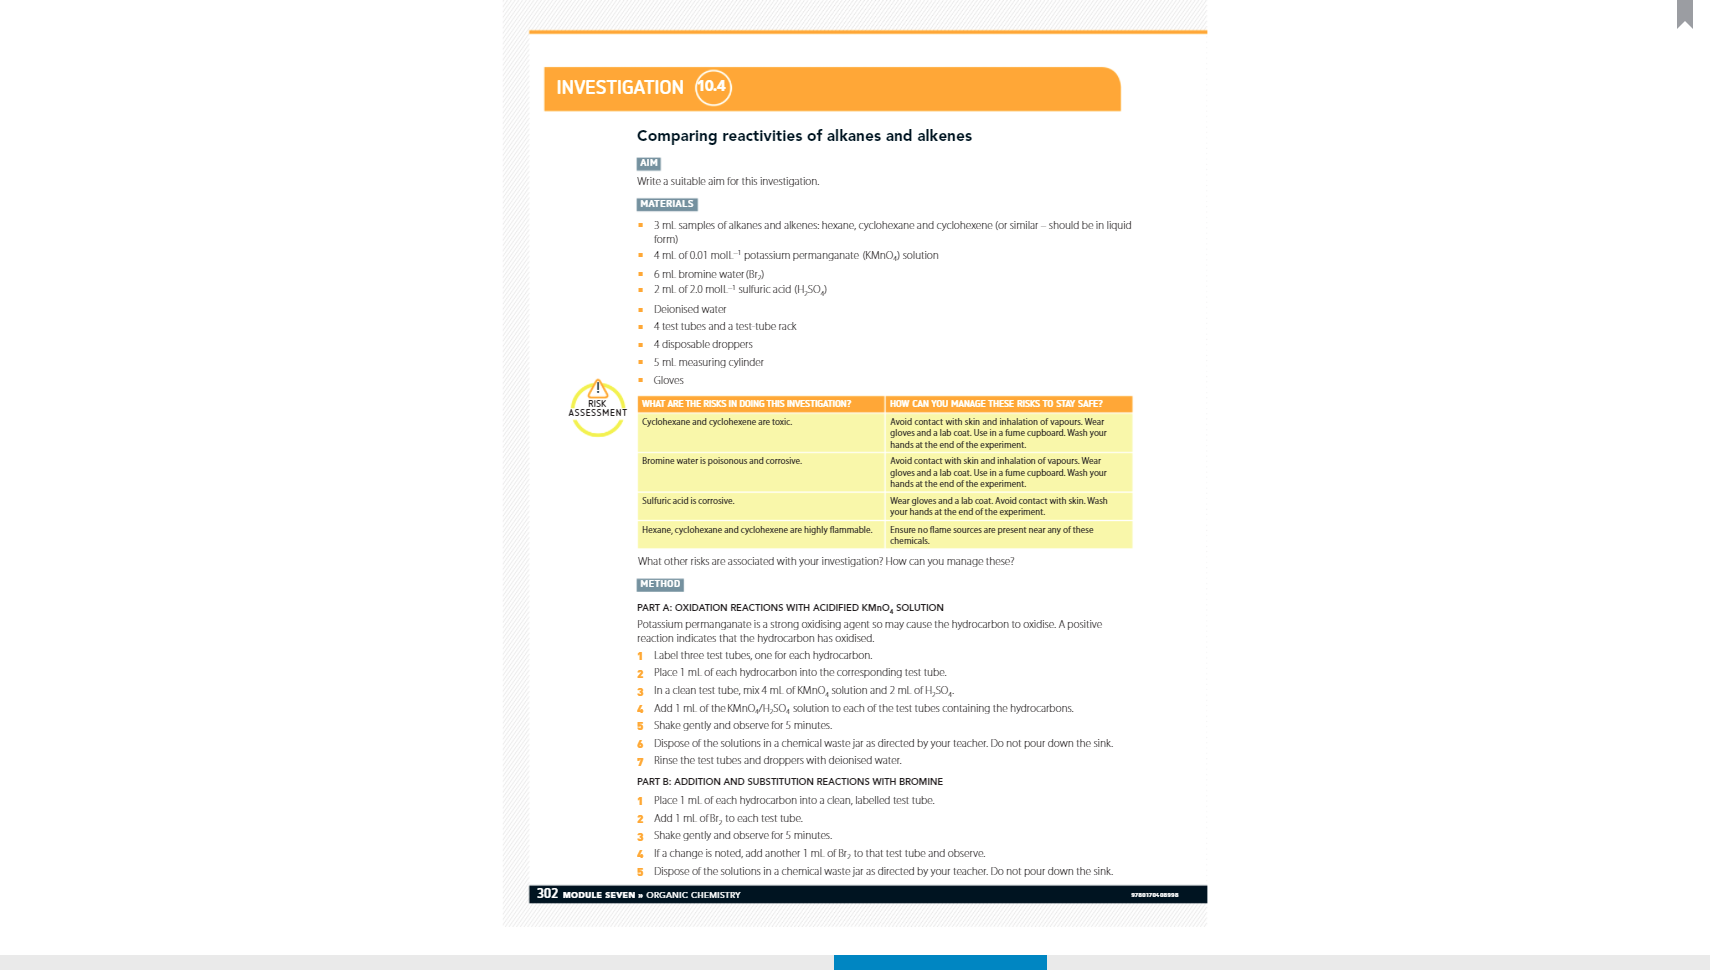 INVESTIGATION 10.4
Comparing reactivities of alkanes and alkenes
AIM
Write a suitable aim for this investigation.
MATERIALS
▪ 3 mL samples of alkanes and alkenes: hexane, cyclohexane and cyclohexene (or similar – should be in liquid
form)
▪ 4 mL of 0.01 mol L⁻¹ potassium permanganate (KMnO₄) solution
▪ 6 mL bromine water (Br₂)
▪ 2 mL of 2.0 mol L⁻¹ sulfuric acid (H₂SO₄)
▪ Deionised water
▪ 4 test tubes and a test-tube rack
▪ 4 disposable droppers
▪ 5 mL measuring cylinder
▪ Gloves
RISK
ASSESSMENT
WHAT ARE THE RISKS IN DOING THIS INVESTIGATION? HOW CAN YOU MANAGE THESE RISKS TO STAY SAFE?
Cyclohexane and cyclohexene are toxic. Avoid contact with skin and inhalation of vapours. Wear
gloves and a lab coat. Use in a fume cupboard. Wash your
hands at the end of the experiment.
Bromine water is poisonous and corrosive. Avoid contact with skin and inhalation of vapours. Wear
gloves and a lab coat. Use in a fume cupboard. Wash your
hands at the end of the experiment.
Sulfuric acid is corrosive. Wear gloves and a lab coat. Avoid contact with skin. Wash
your hands at the end of the experiment.
Hexane, cyclohexane and cyclohexene are highly flammable. Ensure no flame sources are present near any of these
chemicals.
What other risks are associated with your investigation? How can you manage these?
METHOD
PART A: OXIDATION REACTIONS WITH ACIDIFIED KMnO₄ SOLUTION
Potassium permanganate is a strong oxidising agent so may cause the hydrocarbon to oxidise. A positive
reaction indicates that the hydrocarbon has oxidised.
1 Label three test tubes, one for each hydrocarbon.
2 Place 1 mL of each hydrocarbon into the corresponding test tube.
3 In a clean test tube, mix 4 mL of KMnO₄ solution and 2 mL of H₂SO₄.
4 Add 1 mL of the KMnO₄/H₂SO₄ solution to each of the test tubes containing the hydrocarbons.
5 Shake gently and observe for 5 minutes.
6 Dispose of the solutions in a chemical waste jar as directed by your teacher. Do not pour down the sink.
7 Rinse the test tubes and droppers with deionised water.
PART B: ADDITION AND SUBSTITUTION REACTIONS WITH BROMINE
1 Place 1 mL of each hydrocarbon into a clean, labelled test tube.
2 Add 1 mL of Br₂ to each test tube.
3 Shake gently and observe for 5 minutes.
4 If a change is noted, add another 1 mL of Br₂ to that test tube and observe.
5 Dispose of the solutions in a chemical waste jar as directed by your teacher. Do not pour down the sink.
302 MODULE SEVEN » ORGANIC CHEMISTRY 9780170408998